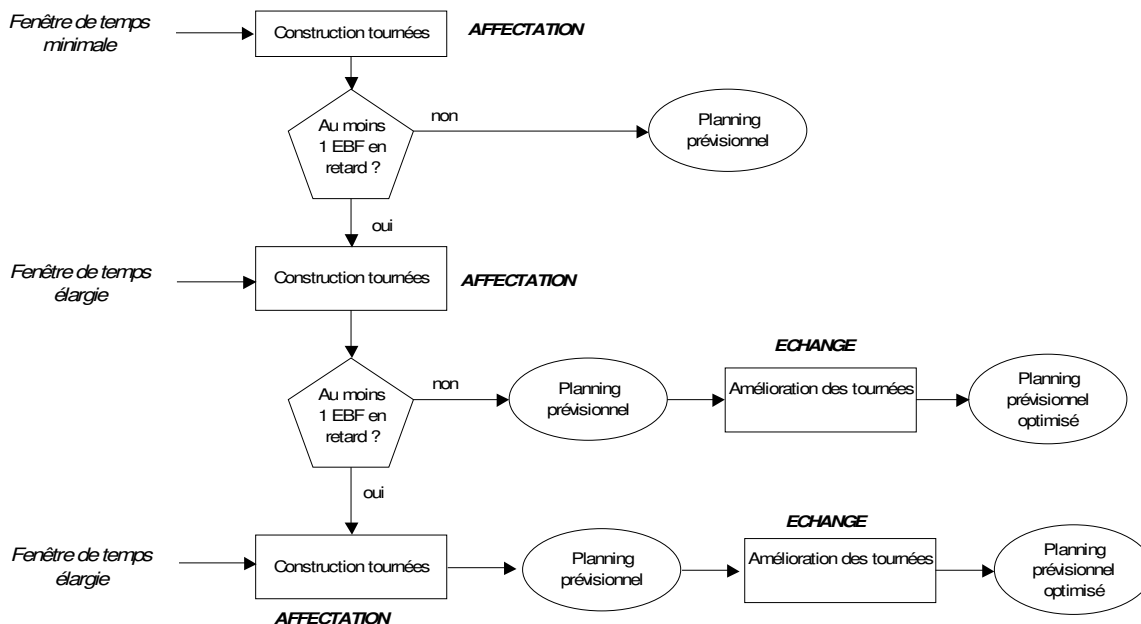 Fenêtre de temps
minimale
Construction tournées
AFFECTATION
Au moins
1 EBF en
retard ?
non
Planning
prévisionnel
oui
Fenêtre de temps
élargie
Construction tournées
AFFECTATION
Au moins
1 EBF en
retard ?
non
Planning
prévisionnel
ECHANGE
Amélioration des tournées
Planning
prévisionnel
optimisé
oui
Fenêtre de temps
élargie
Construction tournées
AFFECTATION
Planning
prévisionnel
ECHANGE
Amélioration des tournées
Planning
prévisionnel
optimisé